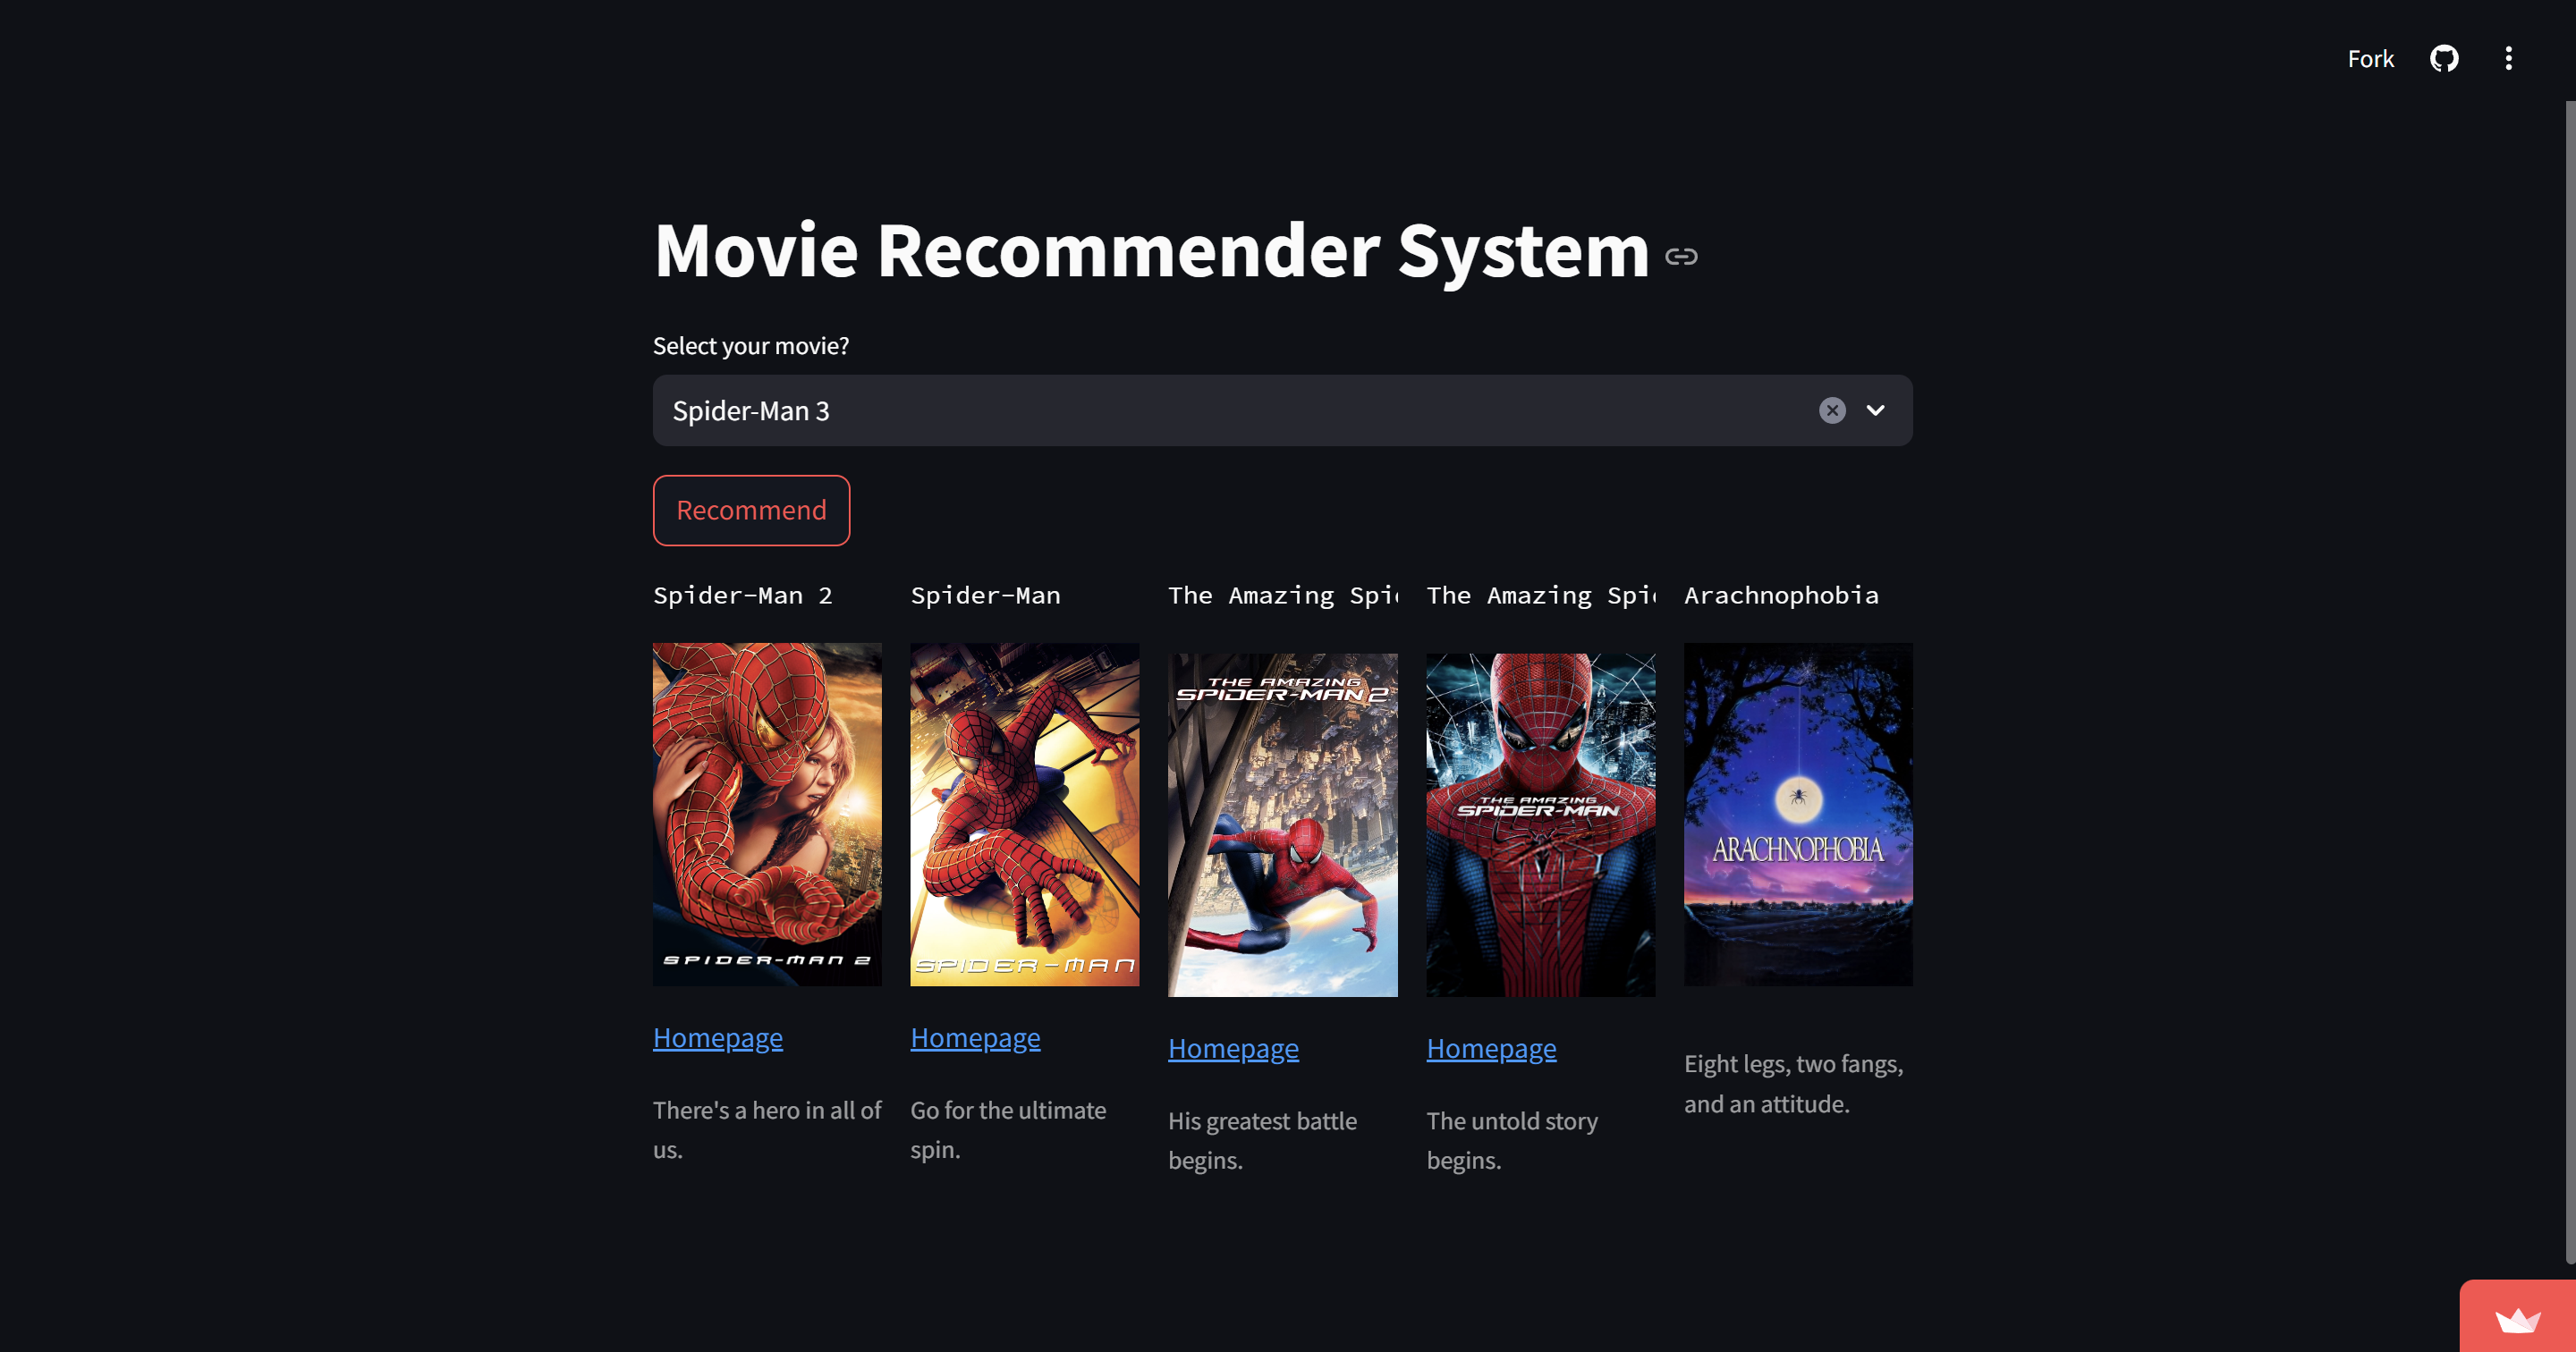 Fork
Movie Recommender System
Select your movie?
Spider-Man 3
Recommend
Spider-Man 2
Spider-Man
The Amazing Spi
The Amazing Spi
Arachnophobia
SPIDER-MAN 2
SPIDER-MAN
THE AMAZING
SPIDER-MAN 2
THE AMAZING
SPIDER-MAN
ARACHNOPHOBIA
Homepage
Homepage
Homepage
Homepage
There's a hero in all of
us.
Go for the ultimate
spin.
His greatest battle
begins.
The untold story
begins.
Eight legs, two fangs,
and an attitude.